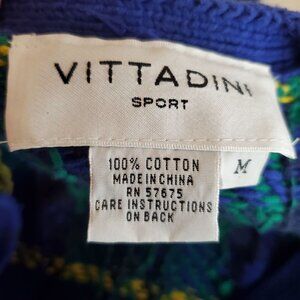 VITTADINI
SPORT
100% COTTON
MADE IN CHINA
RN 57675
CARE INSTRUCTIONS
ON BACK
M